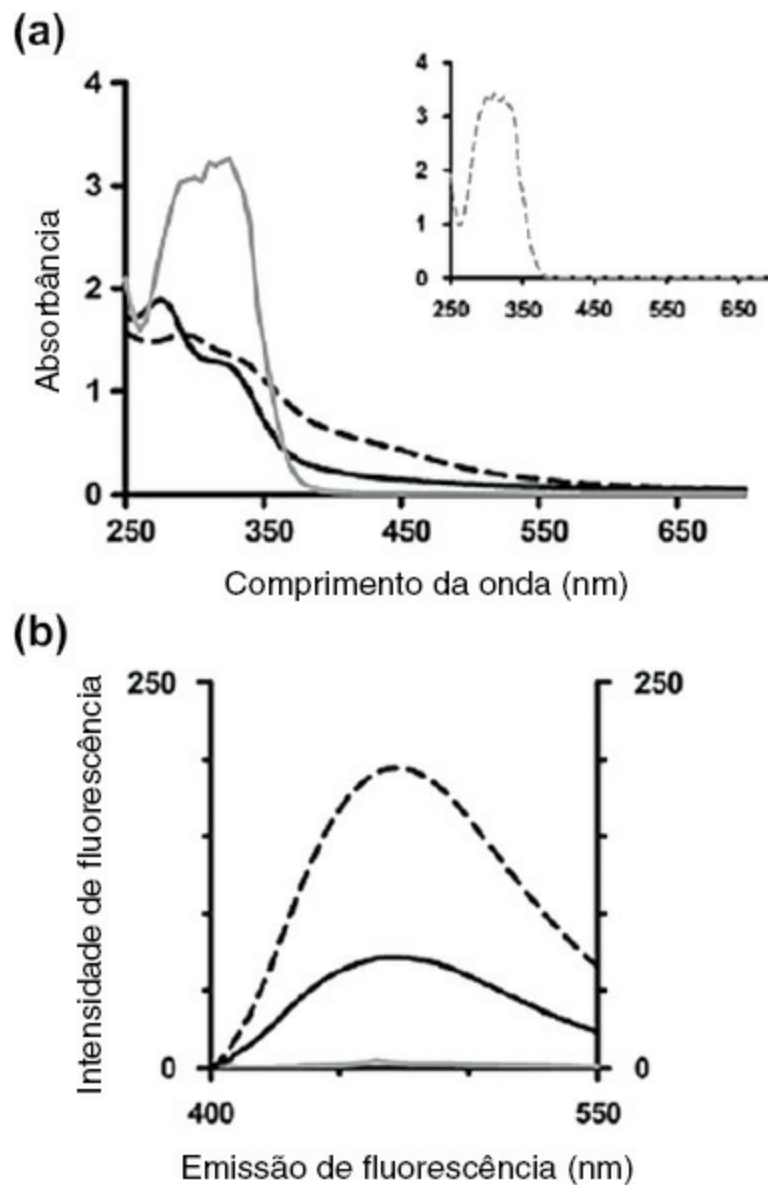 (a)
4
3
2
1
0
Absorbância
250 350 450 550 650
Comprimento da onda (nm)
4
3
2
1
0
250 350 450 550 650
(b)
250
0
Intensidade de fluorescência
250
0
400 550
Emissão de fluorescência (nm)